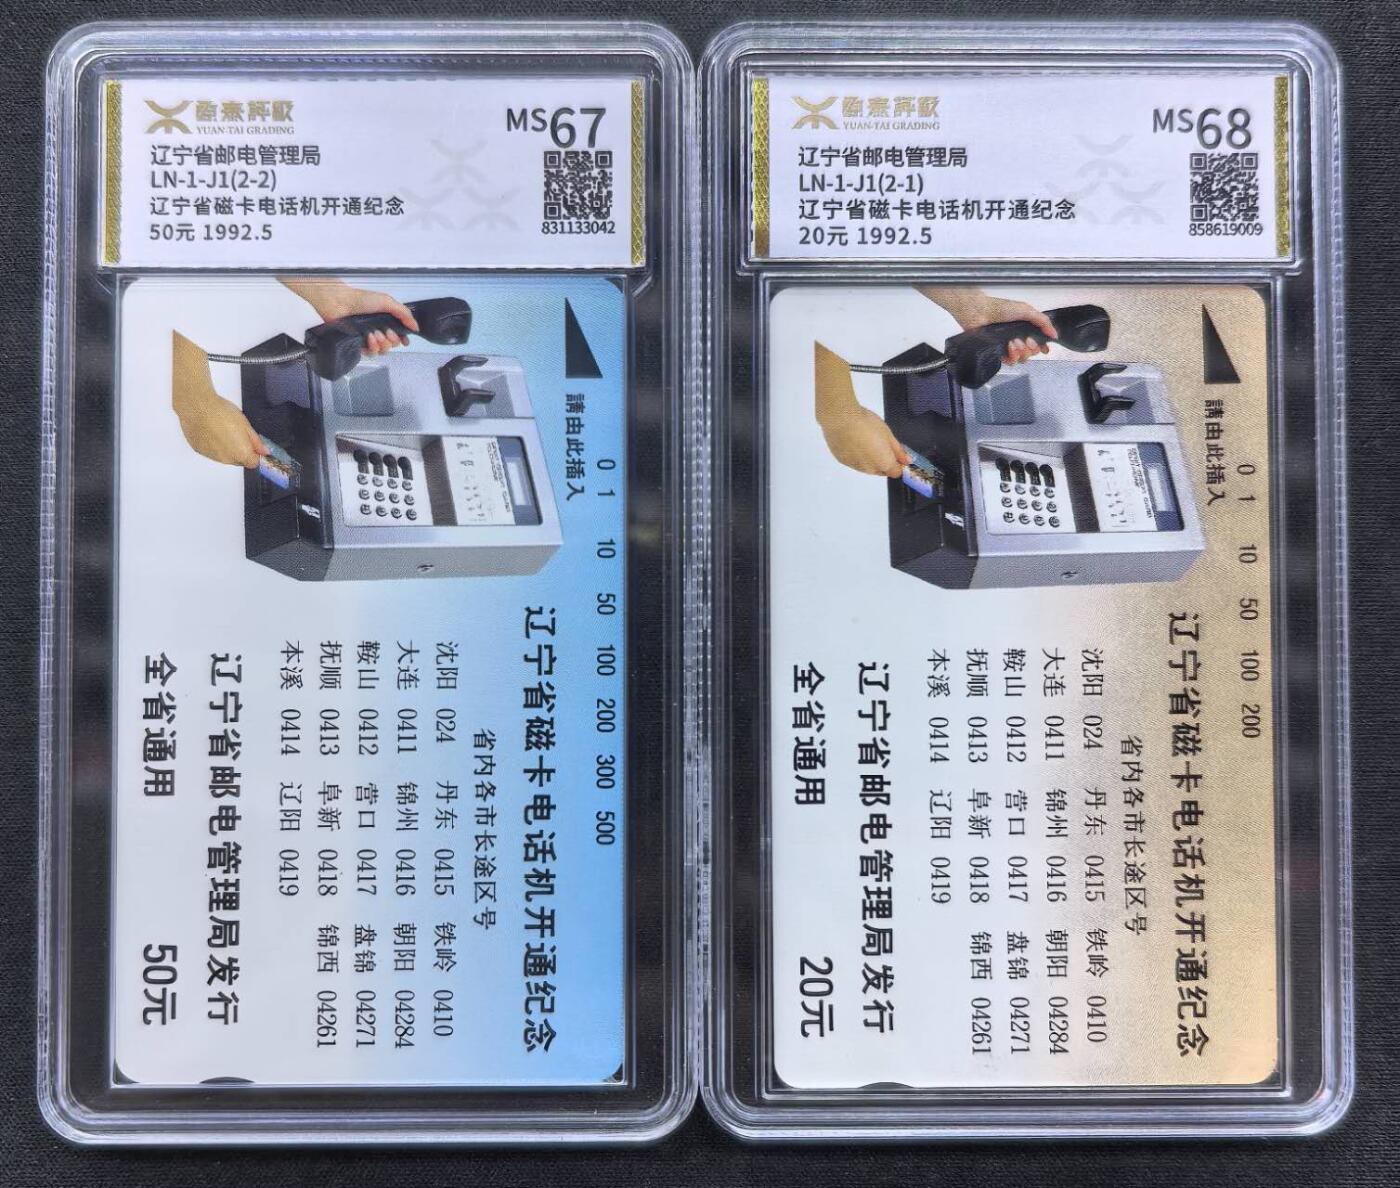 源泰評級
YUAN-TAI GRADING
MS67
辽宁省邮电管理局
LN-1-J1(2-2)
辽宁省磁卡电话机开通纪念
50元 1992.5
831133042
請由此插入
0 1 10 50 100 200 300 500
辽宁省磁卡电话机开通纪念
省内各市长途区号
沈阳 024 丹东 0415 铁岭 0410
大连 0411 锦州 0416 朝阳 04284
鞍山 0412 营口 0417 盘锦 04271
抚顺 0413 阜新 0418 锦西 04261
本溪 0414 辽阳 0419
辽宁省邮电管理局发行
全省通用 50元
源泰評級
YUAN-TAI GRADING
MS68
辽宁省邮电管理局
LN-1-J1(2-1)
辽宁省磁卡电话机开通纪念
20元 1992.5
858619009
請由此插入
0 1 10 50 100 200
辽宁省磁卡电话机开通纪念
省内各市长途区号
沈阳 024 丹东 0415 铁岭 0410
大连 0411 锦州 0416 朝阳 04284
鞍山 0412 营口 0417 盘锦 04271
抚顺 0413 阜新 0418 锦西 04261
本溪 0414 辽阳 0419
辽宁省邮电管理局发行
全省通用 20元